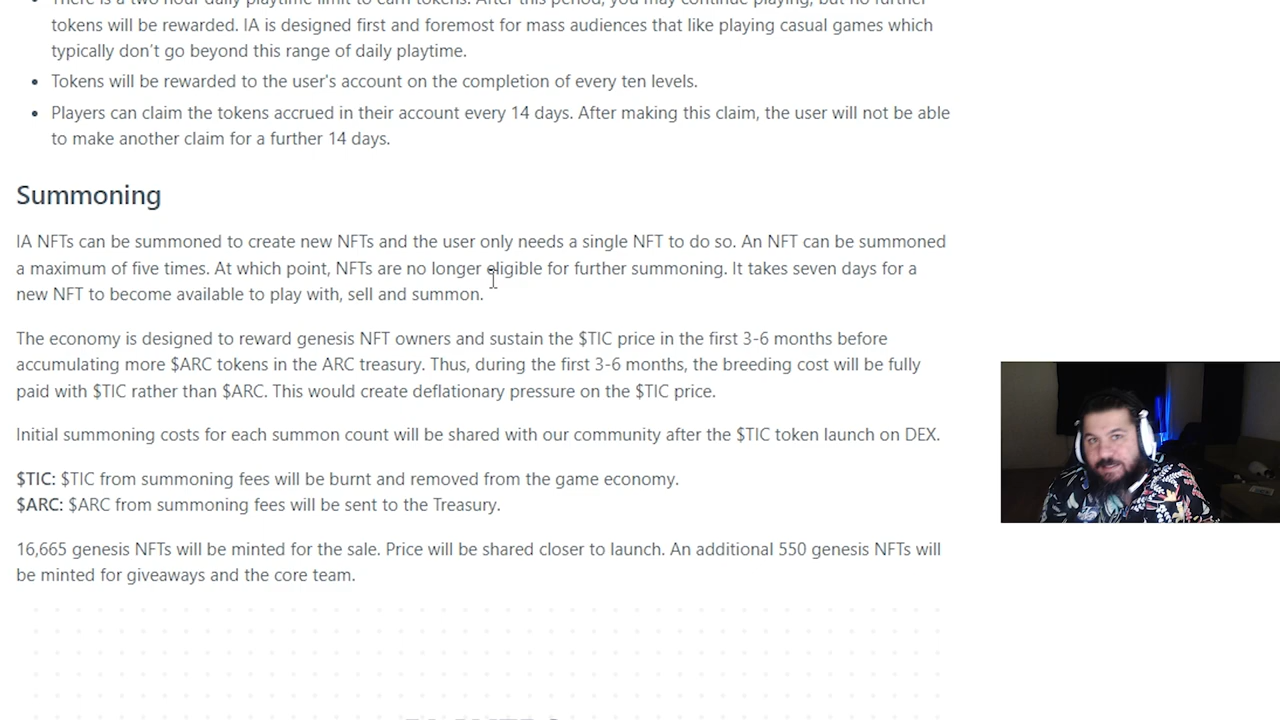 There is a two hour daily playtime limit to earn tokens. After this period, you may continue playing, but no further
tokens will be rewarded. IA is designed first and foremost for mass audiences that like playing casual games which
typically don't go beyond this range of daily playtime.
Tokens will be rewarded to the user's account on the completion of every ten levels.
Players can claim the tokens accrued in their account every 14 days. After making this claim, the user will not be able
to make another claim for a further 14 days.
Summoning
IA NFTs can be summoned to create new NFTs and the user only needs a single NFT to do so. An NFT can be summoned
a maximum of five times. At which point, NFTs are no longer eligible for further summoning. It takes seven days for a
new NFT to become available to play with, sell and summon.
The economy is designed to reward genesis NFT owners and sustain the $TIC price in the first 3-6 months before
accumulating more $ARC tokens in the ARC treasury. Thus, during the first 3-6 months, the breeding cost will be fully
paid with $TIC rather than $ARC. This would create deflationary pressure on the $TIC price.
Initial summoning costs for each summon count will be shared with our community after the $TIC token launch on DEX.
$TIC: $TIC from summoning fees will be burnt and removed from the game economy.
$ARC: $ARC from summoning fees will be sent to the Treasury.
16,665 genesis NFTs will be minted for the sale. Price will be shared closer to launch. An additional 550 genesis NFTs will
be minted for giveaways and the core team.